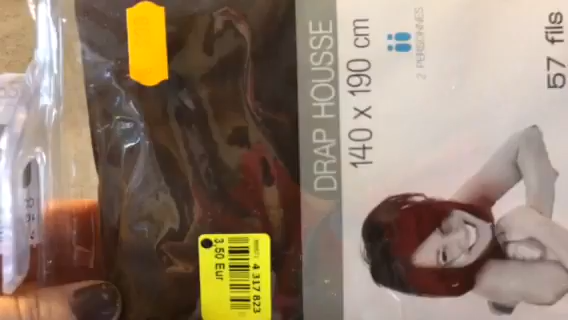 DRAP HOUSSE
140 x 190 cm
2 PERSONNES
57 fils
4 317 823
3,50 Eur